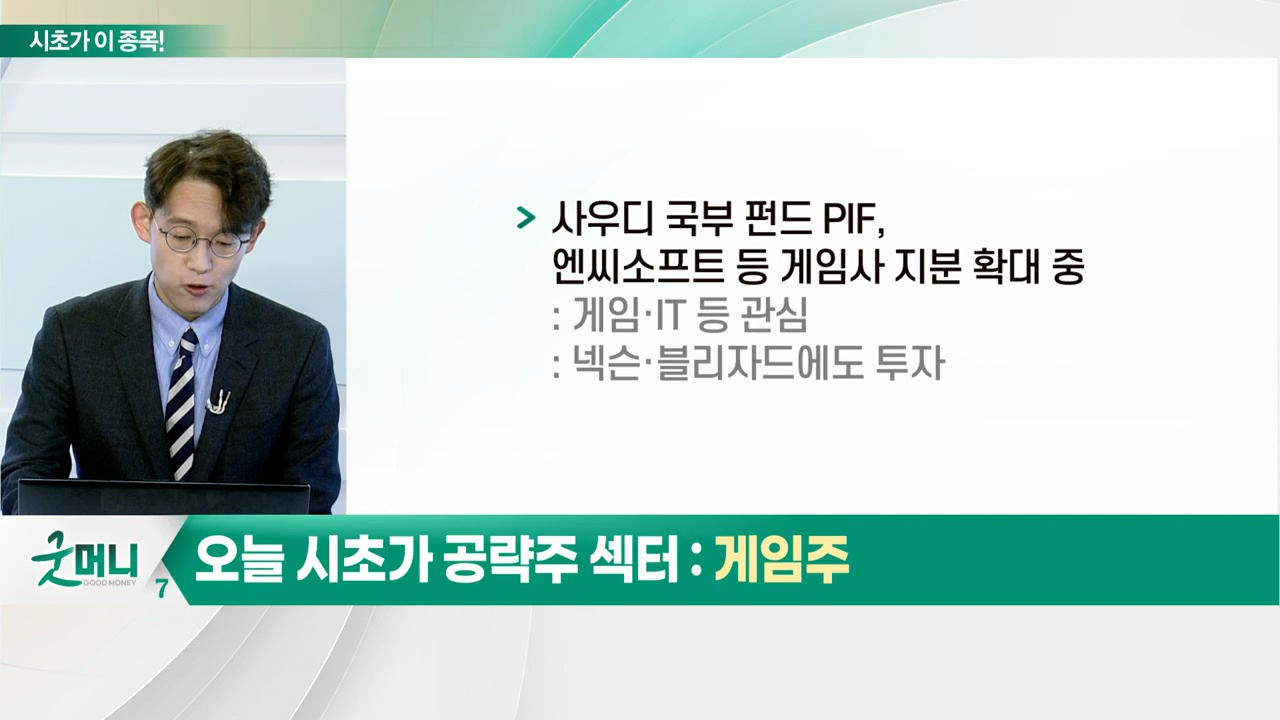 시초가 이 종목!
> 사우디 국부 펀드 PIF,
엔씨소프트 등 게임사 지분 확대 중
: 게임·IT 등 관심
: 넥슨·블리자드에도 투자
굿머니
GOOD MONEY
7
오늘 시초가 공략주 섹터 : 게임주